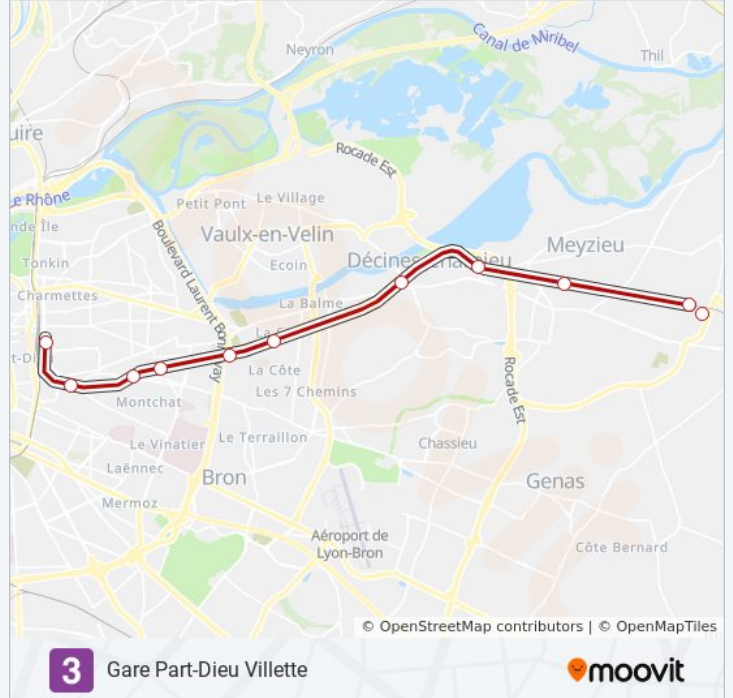 Neyron
Canal de Miribel
Thil
uire
Rocade Est
e Rhône
Petit Pont
Le Village
nde Île
Vaulx-en-Velin
Boulevard Laurent Bonnevay
Meyzieu
Tonkin
Ecoin
Décines-Charpieu
Charmettes
La Balme
t-Di
La Côte
Rocade Est
Les 7 Chemins
Montchat
Le Vinatier
Le Terraillon
Chassieu
Laënnec
Bron
Genas
Mermoz
Aéroport de
Lyon-Bron
Côte Bernard
© OpenStreetMap contributors | © OpenMapTiles
3
Gare Part-Dieu Villette
moovit